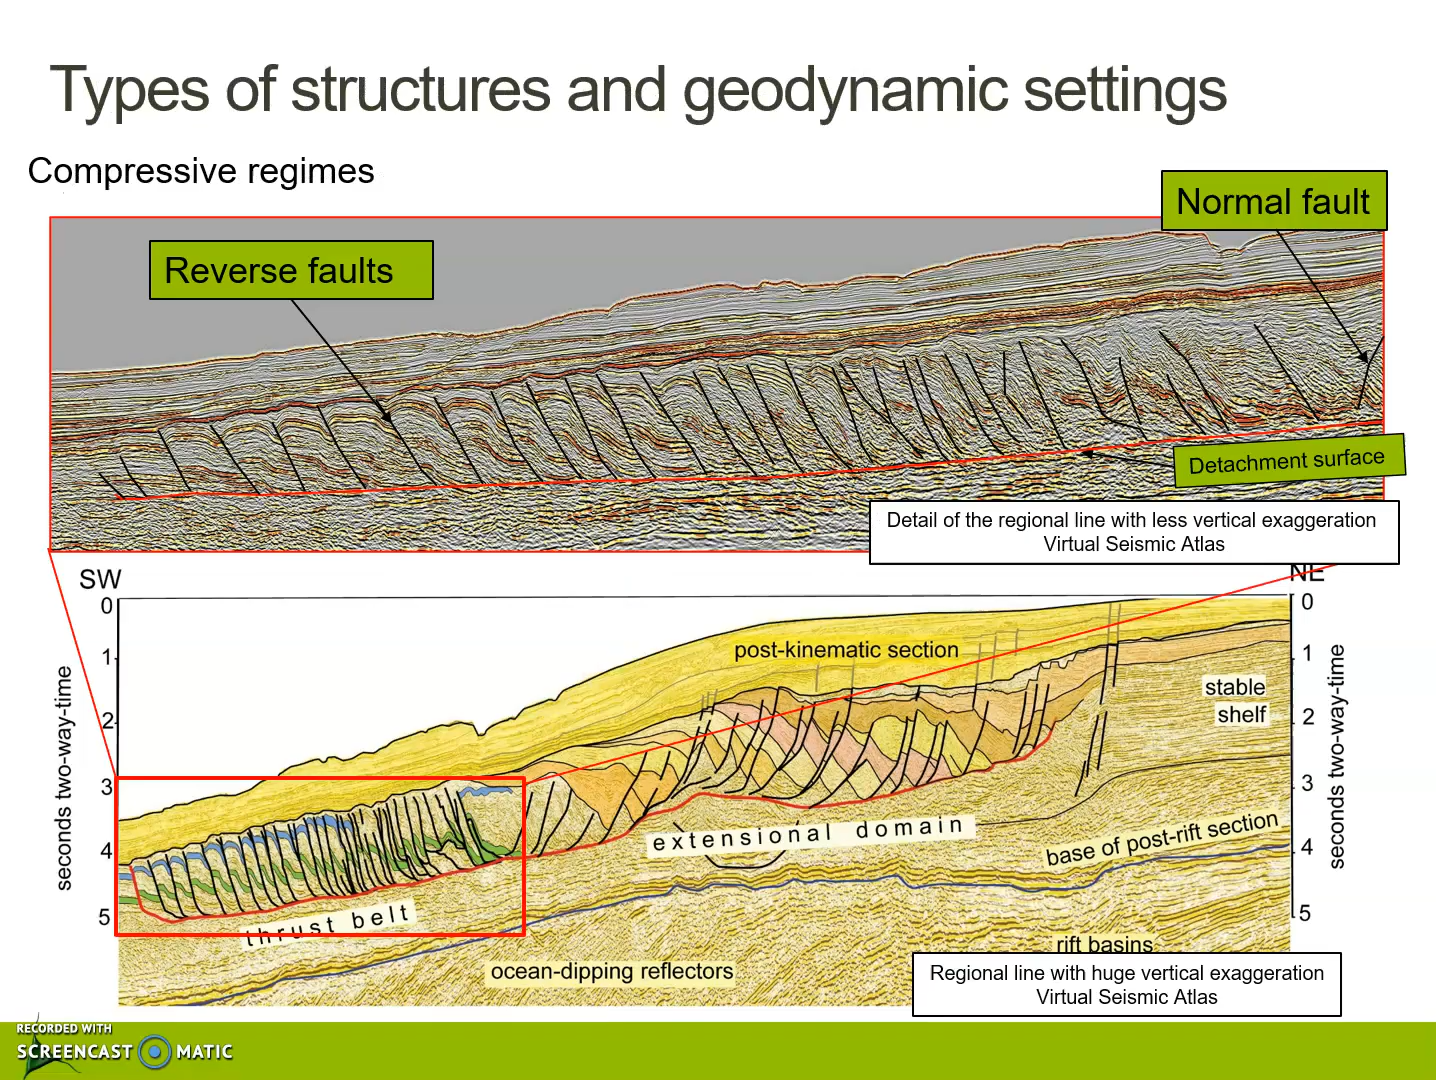 Types of structures and geodynamic settings
Compressive regimes
Normal fault
Reverse faults
Detachment surface
Detail of the regional line with less vertical exaggeration
Virtual Seismic Atlas
SW
NE
0
1
2
3
4
5
seconds two-way-time
0
1
2
3
4
5
seconds two-way-time
post-kinematic section
stable
shelf
extensional domain
base of post-rift section
thrust belt
ocean-dipping reflectors
rift basins
Regional line with huge vertical exaggeration
Virtual Seismic Atlas
RECORDED WITH
SCREENCAST MATIC